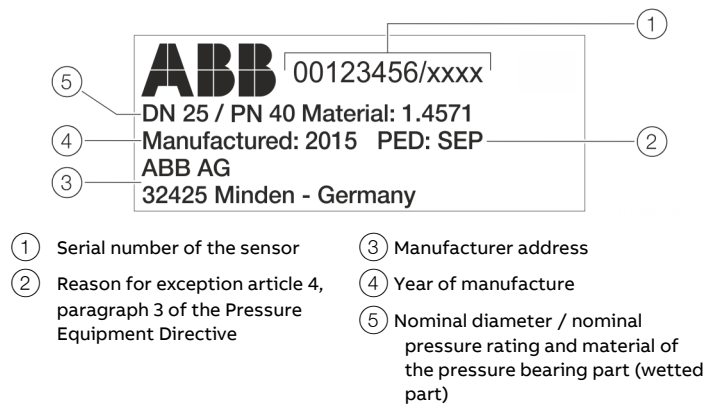 1
ABB 00123456/xxxx
5
DN 25 / PN 40 Material: 1.4571
4 Manufactured: 2015 PED: SEP 2
ABB AG
3
32425 Minden - Germany
1 Serial number of the sensor
2 Reason for exception article 4,
paragraph 3 of the Pressure
Equipment Directive
3 Manufacturer address
4 Year of manufacture
5 Nominal diameter / nominal
pressure rating and material of
the pressure bearing part (wetted
part)